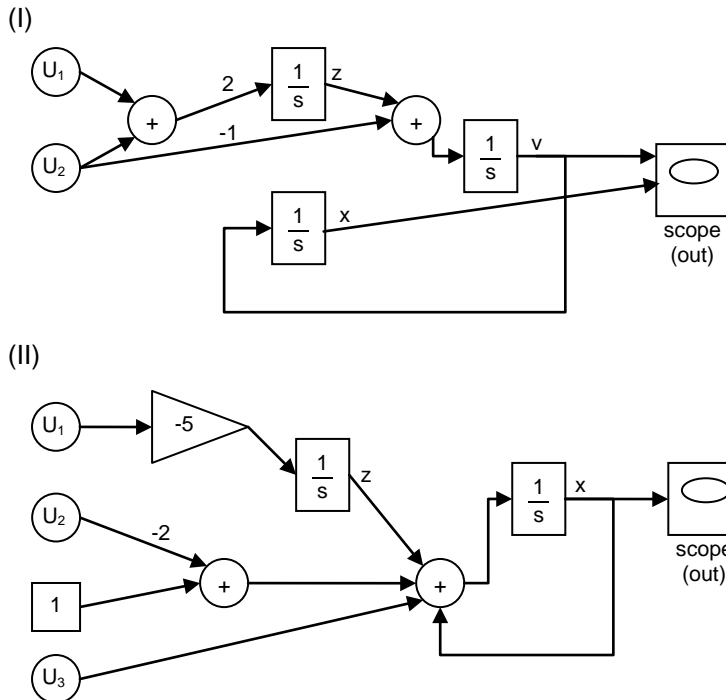 (I)
U₁
2
1
s
z
+
+
-1
U₂
1
s
v
1
s
x
scope
(out)
(II)
U₁
-5
1
s
z
1
s
x
U₂
-2
scope
(out)
+
+
1
U₃